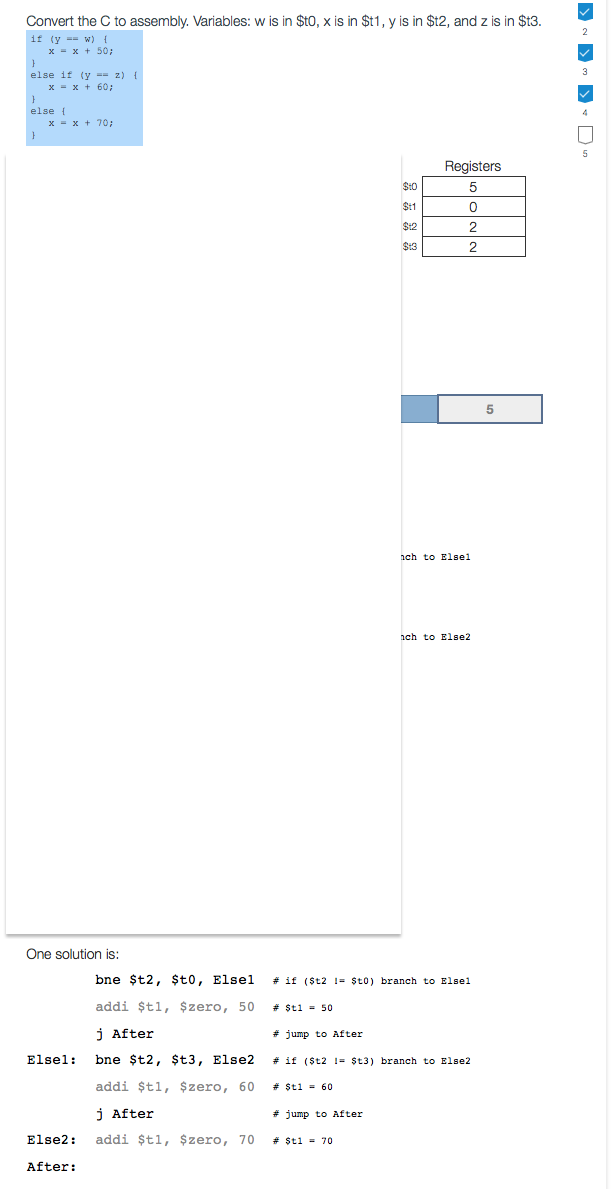 Convert the C to assembly. Variables: w is in $t0, x is in $t1, y is in $t2, and z is in $t3.
if (y == w) {
x = x + 50;
}
else if (y == z) {
x = x + 60;
}
else {
x = x + 70;
}
2
3
4
5
Registers
$t0 5
$t1 0
$t2 2
$t3 2
5
nch to Else1
nch to Else2
One solution is:
bne $t2, $t0, Else1 # if ($t2 != $t0) branch to Else1
addi $t1, $zero, 50 # $t1 = 50
j After # jump to After
Else1: bne $t2, $t3, Else2 # if ($t2 != $t3) branch to Else2
addi $t1, $zero, 60 # $t1 = 60
j After # jump to After
Else2: addi $t1, $zero, 70 # $t1 = 70
After: